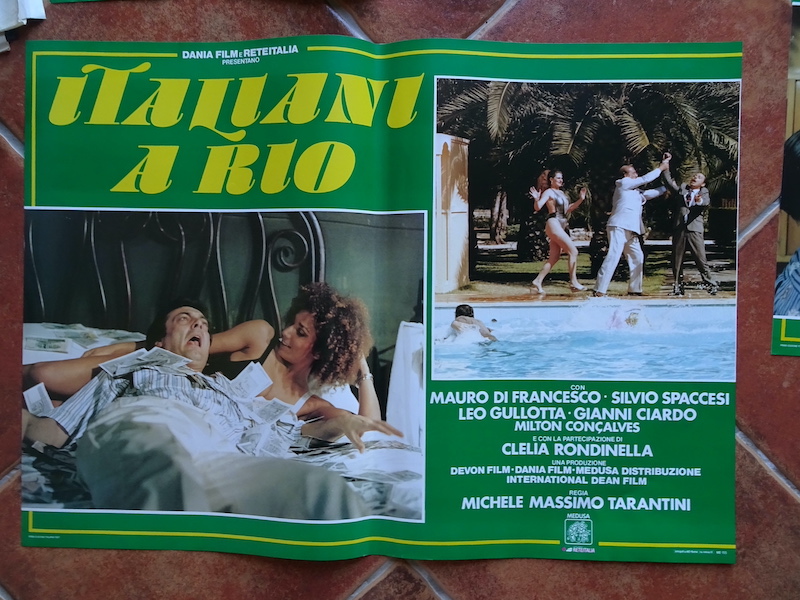 DANIA FILM E RETEITALIA
PRESENTANO
ITALIANI
A RIO
CON
MAURO DI FRANCESCO · SILVIO SPACCESI
LEO GULLOTTA · GIANNI CIARDO
MILTON CONÇALVES
E CON LA PARTECIPAZIONE DI
CLELIA RONDINELLA
UNA PRODUZIONE
DEVON FILM · DANIA FILM · MEDUSA DISTRIBUZIONE
INTERNATIONAL DEAN FILM
REGIA
MICHELE MASSIMO TARANTINI
MEDUSA
RETEITALIA